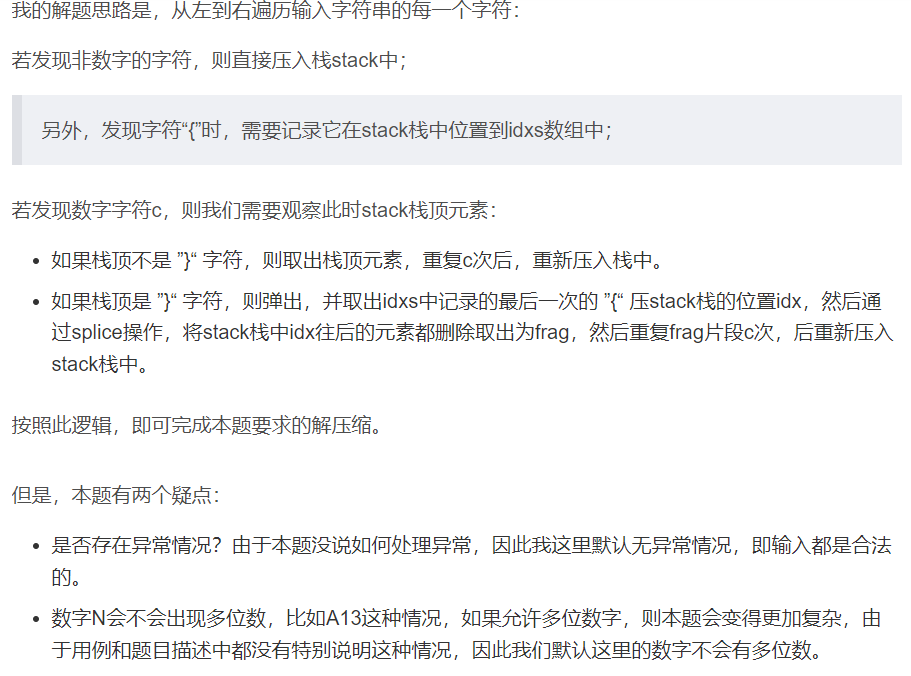 我的解题思路是，从左到右遍历输入字符串的每一个字符：
若发现非数字的字符，则直接压入栈stack中；
另外，发现字符“{”时，需要记录它在stack栈中位置到idxs数组中；
若发现数字字符c，则我们需要观察此时stack栈顶元素：
• 如果栈顶不是 ”}“ 字符，则取出栈顶元素，重复c次后，重新压入栈中。
• 如果栈顶是 ”}“ 字符，则弹出，并取出idxs中记录的最后一次的 ”{“ 压stack栈的位置idx，然后通
过splice操作，将stack栈中idx往后的元素都删除取出为frag，然后重复frag片段c次，后重新压入
stack栈中。
按照此逻辑，即可完成本题要求的解压缩。
但是，本题有两个疑点：
• 是否存在异常情况？由于本题没说如何处理异常，因此我这里默认无异常情况，即输入都是合法
的。
• 数字N会不会出现多位数，比如A13这种情况，如果允许多位数字，则本题会变得更加复杂，由
于用例和题目描述中都没有特别说明这种情况，因此我们默认这里的数字不会有多位数。